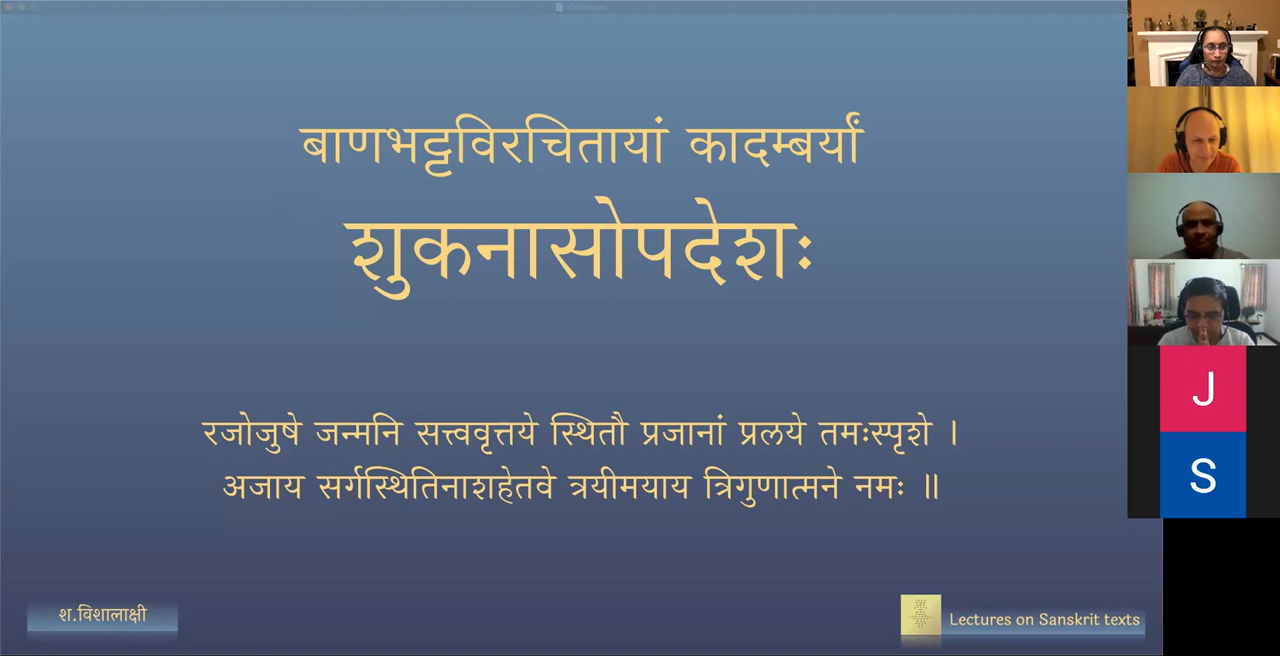 बाणभट्टविरचितायां कादम्बर्यां
शुकनासोपदेशः
रजोजुषे जन्मनि सत्त्ववृत्तये स्थितौ प्रजानां प्रलये तमःस्पृशे ।
अजाय सर्गस्थितिनाशहेतवे त्रयीमयाय त्रिगुणात्मने नमः ॥
श.विशालाक्षी
Lectures on Sanskrit texts
J
S